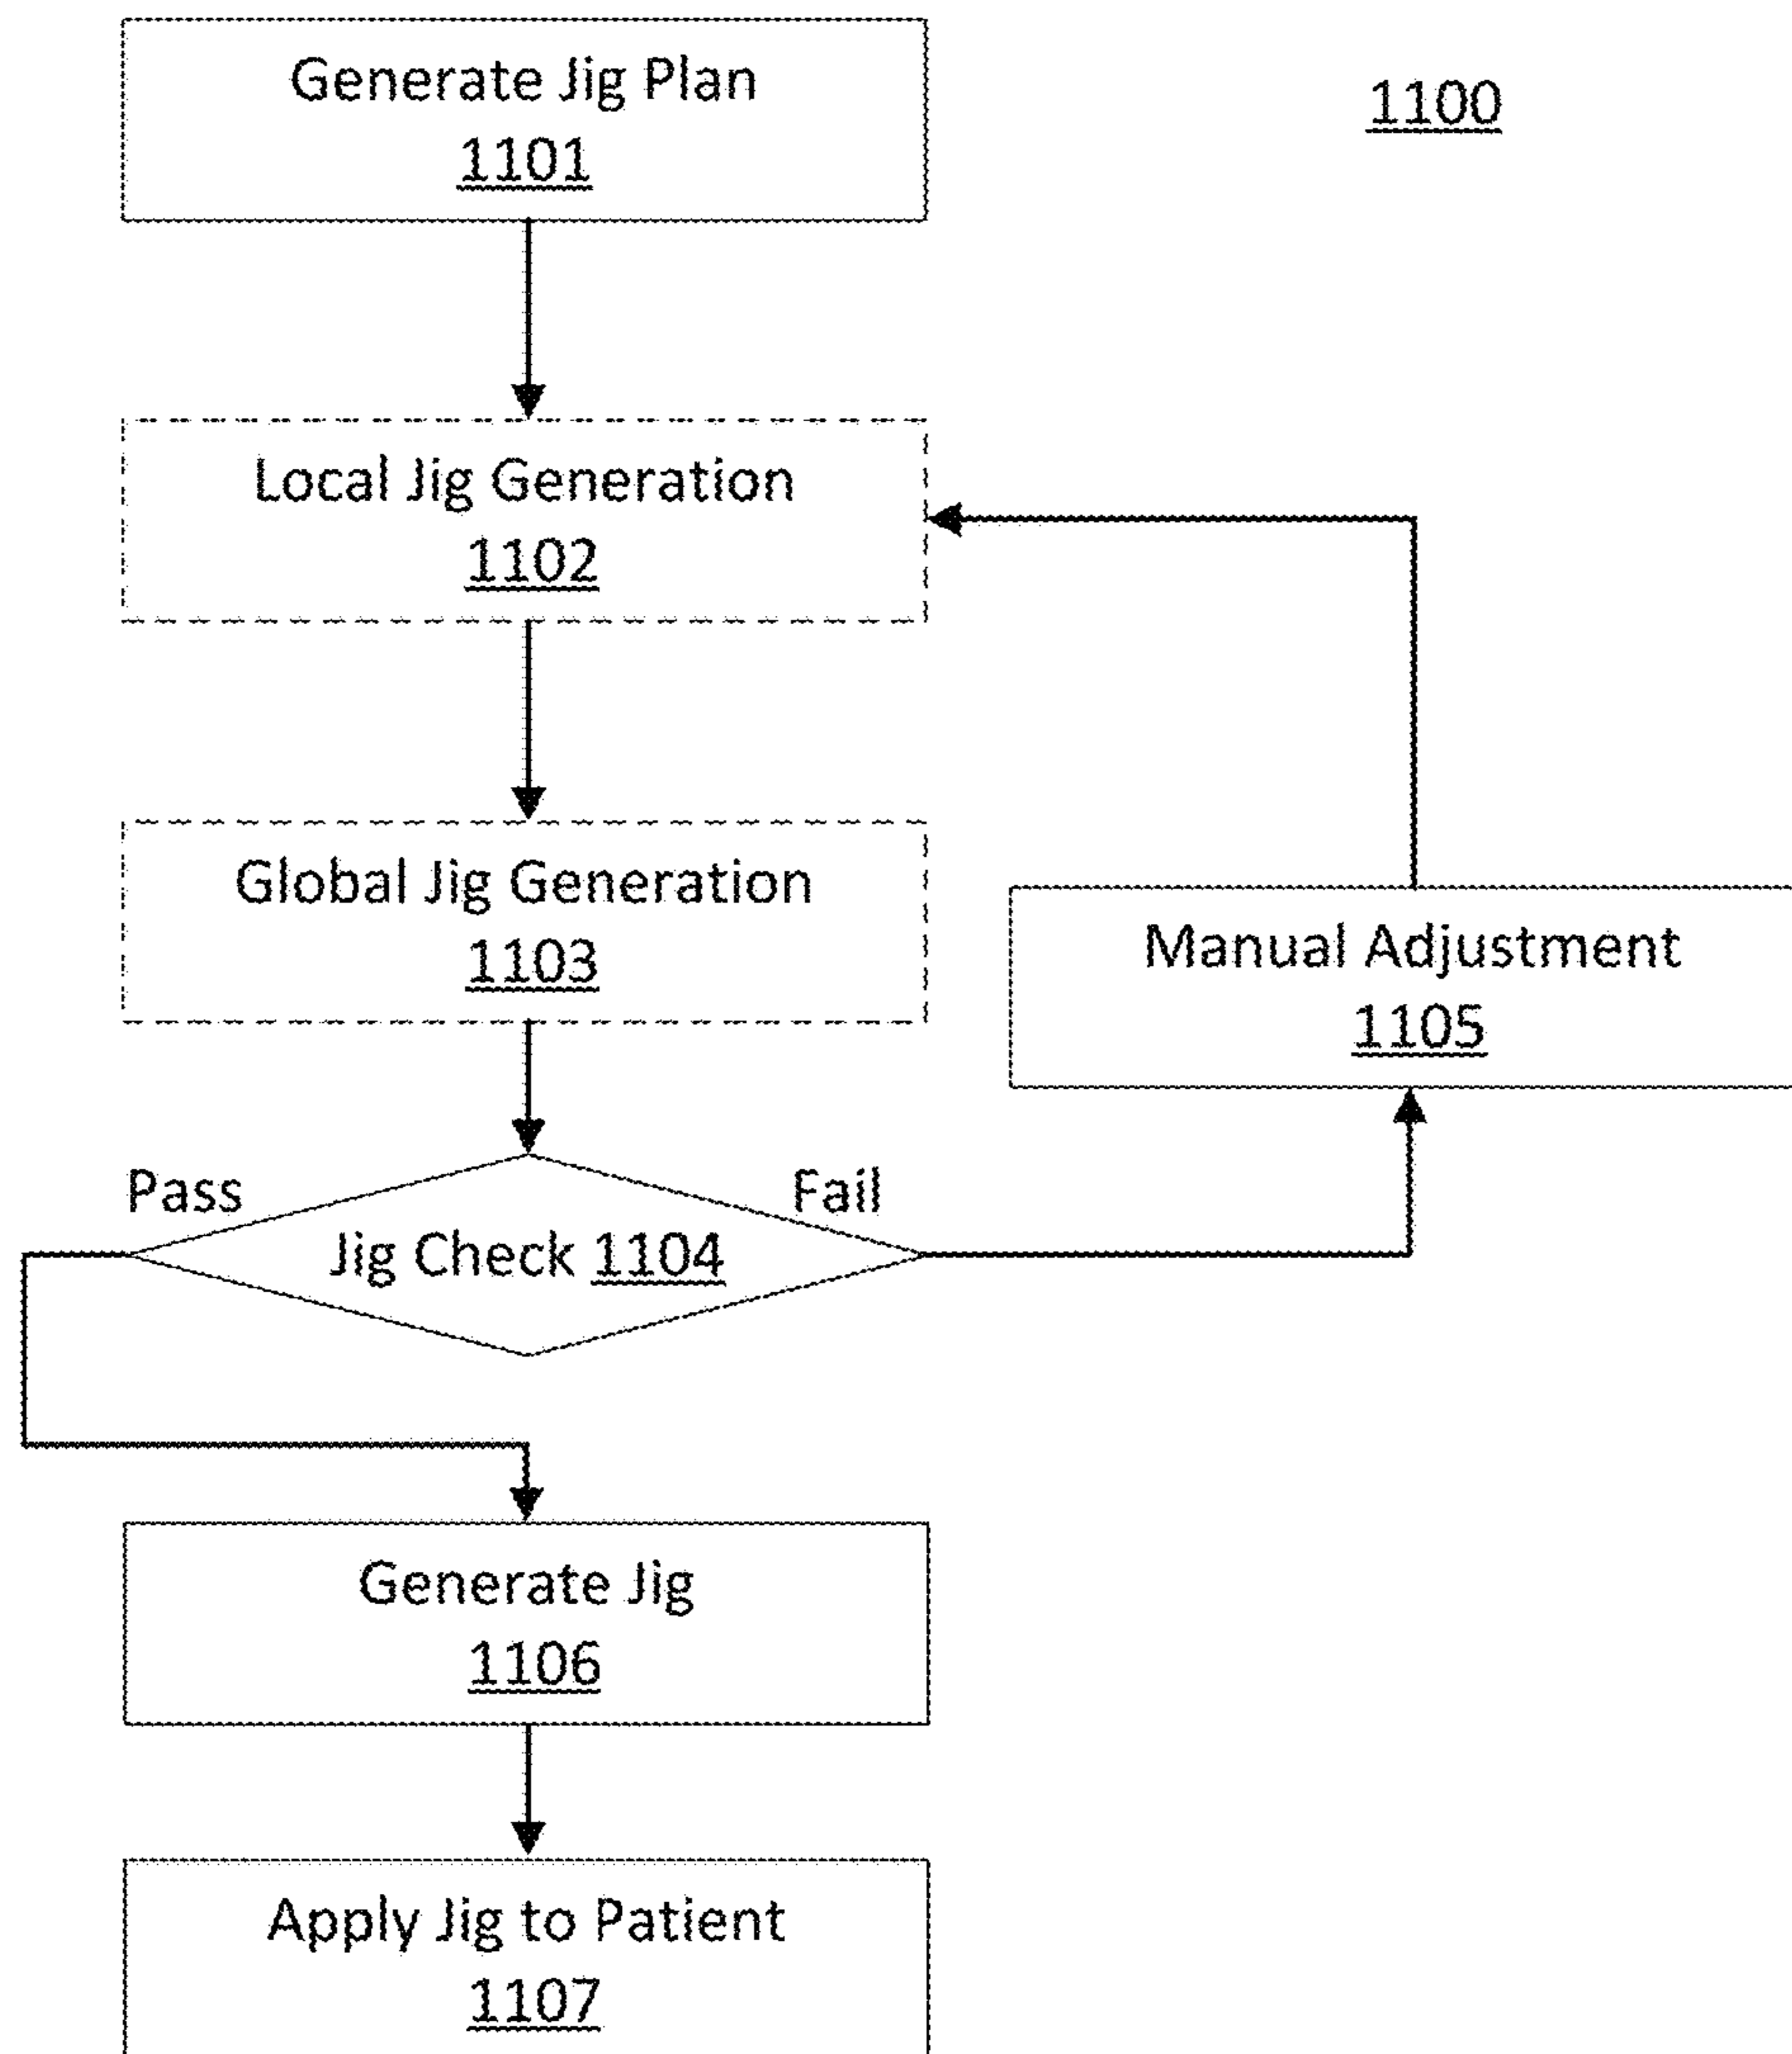 Generate Jig Plan
1101
1100
Local Jig Generation
1102
Global Jig Generation
1103
Manual Adjustment
1105
Pass
Fail
Jig Check 1104
Generate Jig
1106
Apply Jig to Patient
1107